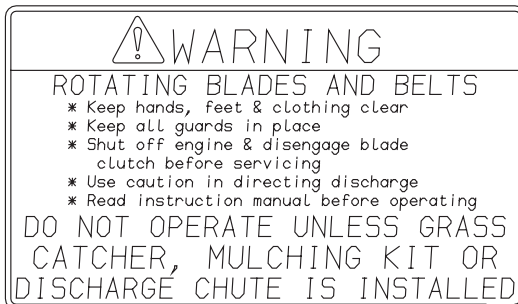 WARNING
ROTATING BLADES AND BELTS
* Keep hands, feet & clothing clear
* Keep all guards in place
* Shut off engine & disengage blade
clutch before servicing
* Use caution in directing discharge
* Read instruction manual before operating
DO NOT OPERATE UNLESS GRASS
CATCHER, MULCHING KIT OR
DISCHARGE CHUTE IS INSTALLED